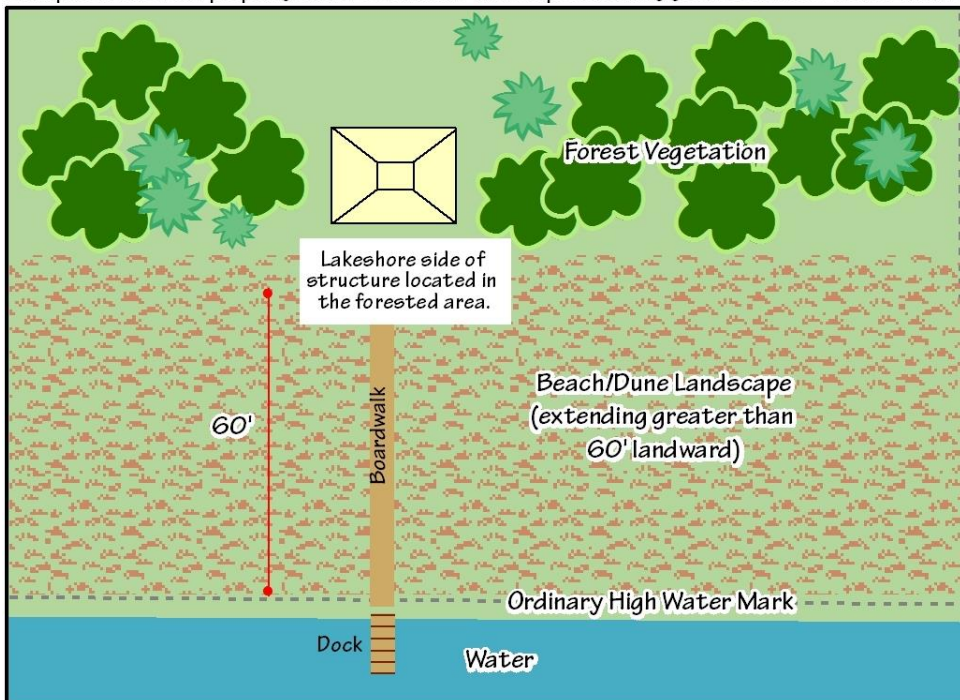 Forest Vegetation
Lakeshore side of
structure located in
the forested area.
Beach/Dune Landscape
(extending greater than
60' landward)
60'
Boardwalk
Ordinary High Water Mark
Dock
Water